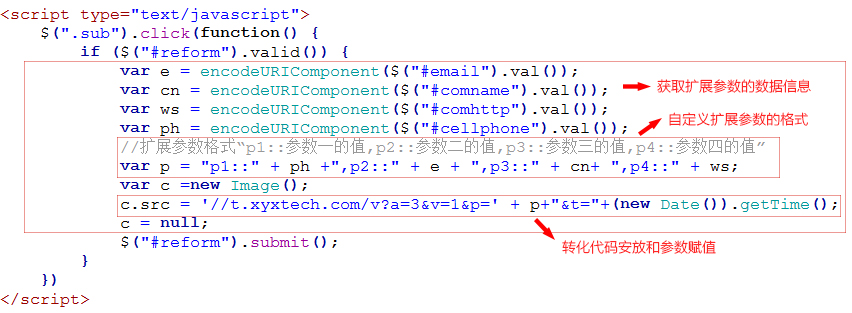 <script type="text/javascript">
$(".sub").click(function() {
if ($("#reform").valid()) {
var e = encodeURIComponent($("#email").val());
var cn = encodeURIComponent($("#comname").val());
获取扩展参数的数据信息
var ws = encodeURIComponent($("#comhttp").val());
自定义扩展参数的格式
var ph = encodeURIComponent($("#cellphone").val());
//扩展参数格式“p1::参数一的值,p2::参数二的值,p3::参数三的值,p4::参数四的值”
var p = "p1::" + ph +",p2::" + e + ",p3::" + cn+ ",p4::" + ws;
var c =new Image();
c.src = '//t.xyxtech.com/v?a=3&v=1&p=' + p+"&t="+(new Date()).getTime();
c = null;
$("#reform").submit();
转化代码安放和参数赋值
}
})
</script>